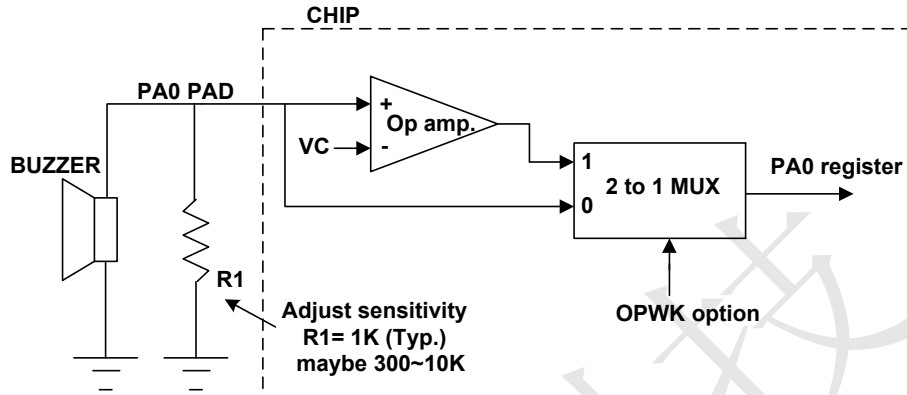 CHIP
PA0 PAD
+
Op amp.
VC
-
BUZZER
1
2 to 1 MUX
0
PA0 register
R1
Adjust sensitivity
R1= 1K (Typ.)
maybe 300~10K
OPWK option